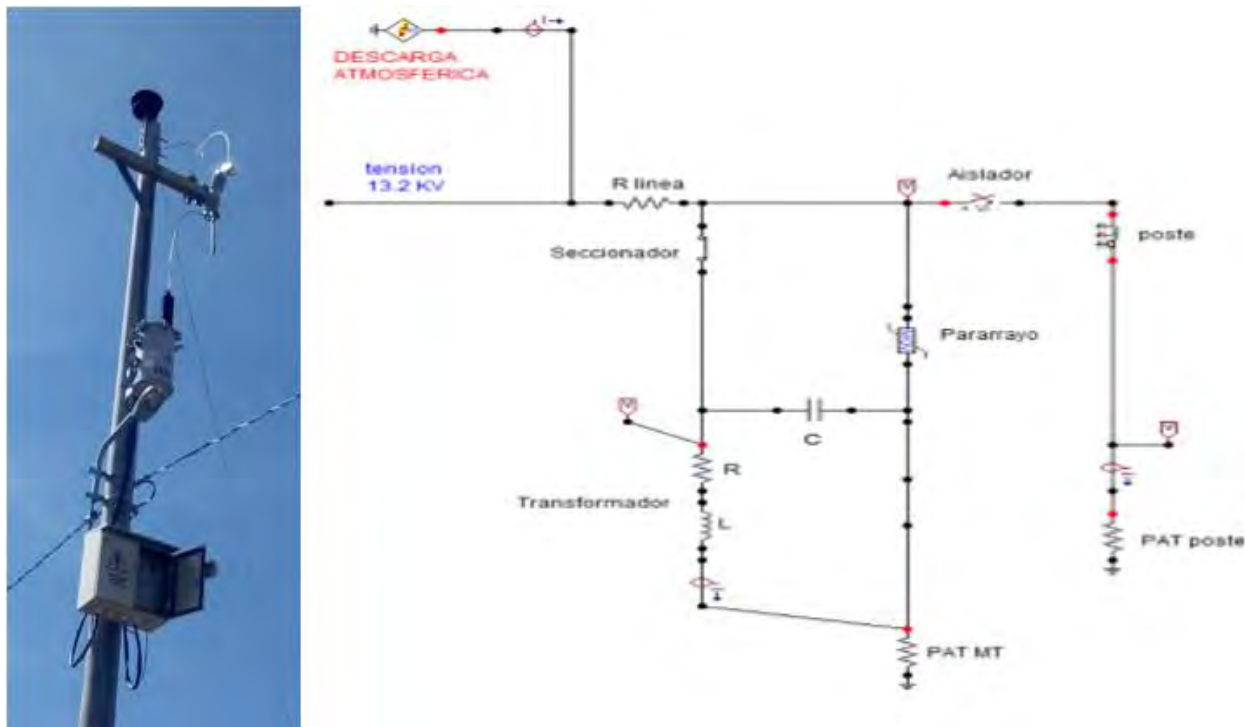 DESCARGA
ATMOSFERICA
tension
13.2 KV
R linea
Aislador
Seccionador
poste
Pararrayo
C
R
Transformador
L
PAT poste
PAT MT